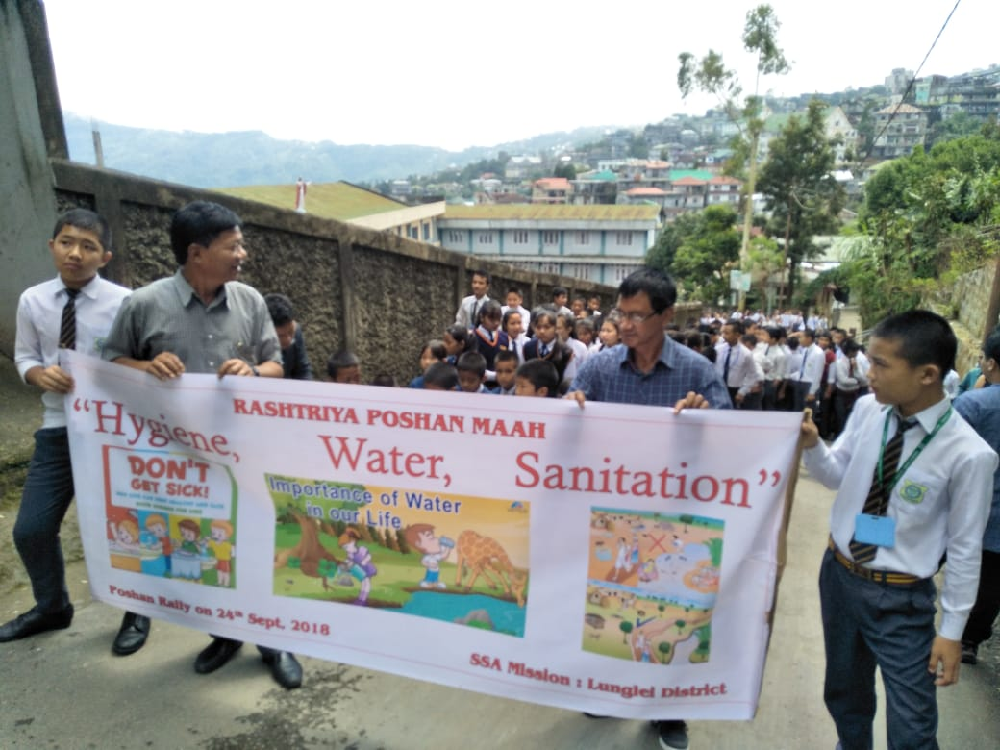 RASHTRIYA POSHAN MAAH
"Hygiene, Water, Sanitation"
DON'T
GET SICK!
Importance of Water
in our Life
Poshan Rally on 24th Sept, 2018
SSA Mission : Lunglei District